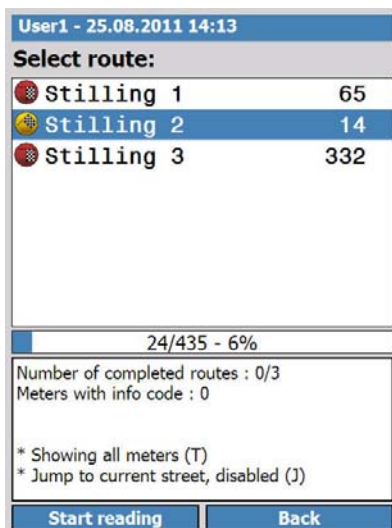 User1 - 25.08.2011 14:13
Select route:
Stilling 1 65
Stilling 2 14
Stilling 3 332
24/435 - 6%
Number of completed routes : 0/3
Meters with info code : 0
* Showing all meters (T)
* Jump to current street, disabled (J)
Start reading Back